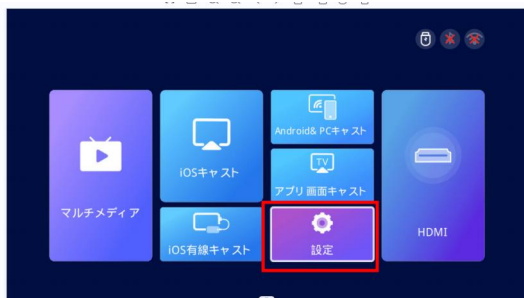 Android& PCキャスト
TV
iOSキャスト
アプリ画面キャスト
マルチメディア
HDMI
iOS有線キャスト
設定